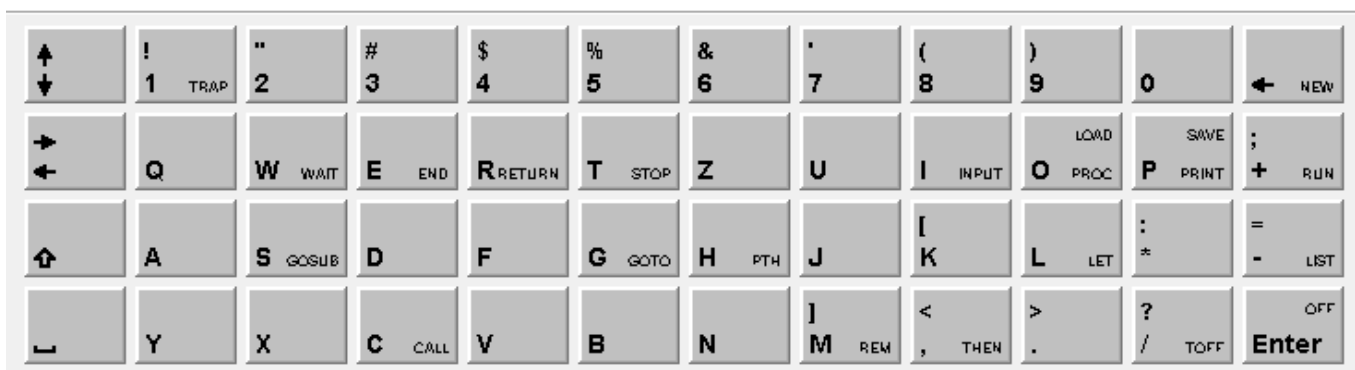 ! " # $ % & ' ( )
1 TRAP 2 3 4 5 6 7 8 9 0 NEW
LOAD SAVE ;
Q W WAIT E END R RETURN T STOP Z U I INPUT O PROC P PRINT + RUN
[ : =
A S GOSUB D F G GOTO H PTH J K L LET * - LIST
] < > ? OFF
Y X C CALL V B N M REM , THEN . / TOFF Enter